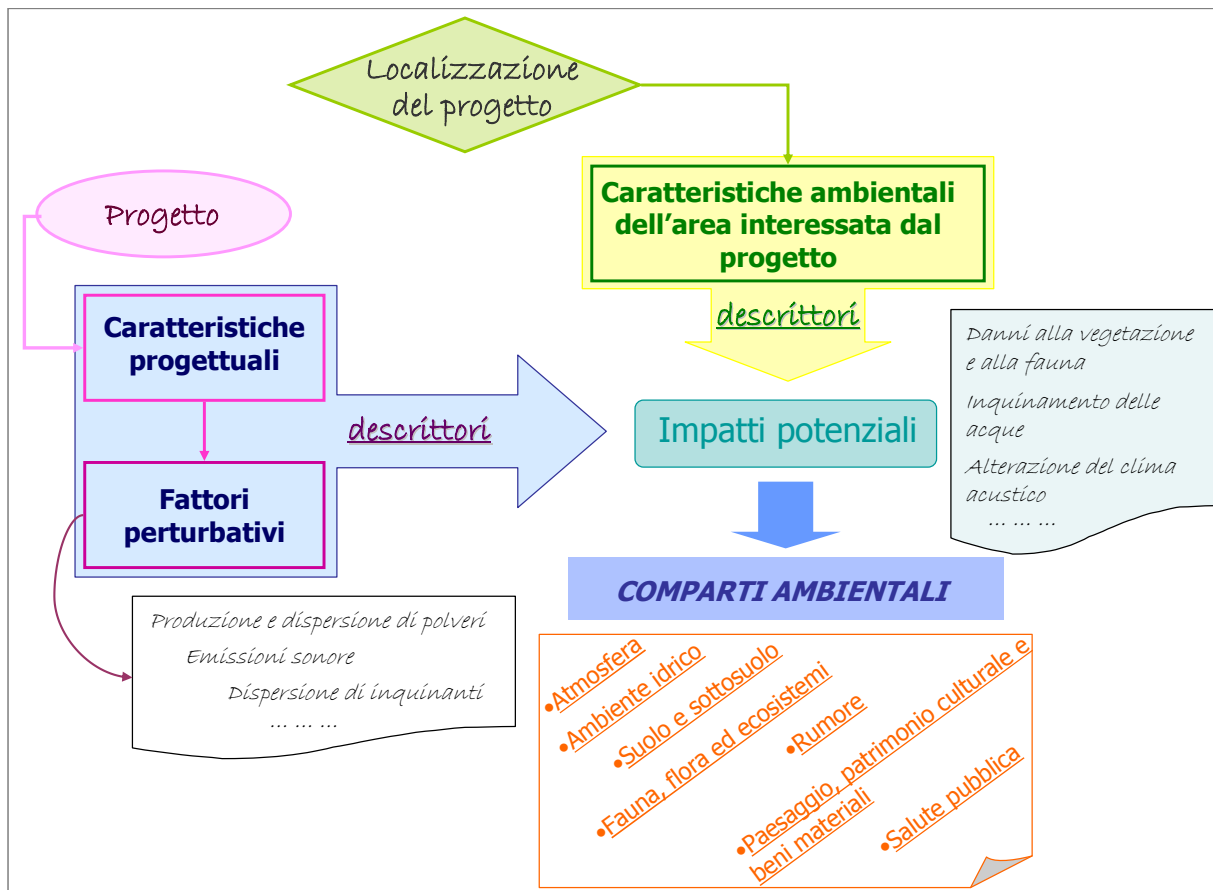 Localizzazione
del progetto
Progetto
Caratteristiche ambientali
dell'area interessata dal
progetto
descrittori
Caratteristiche
progettuali
descrittori
Fattori
perturbativi
Impatti potenziali
Danni alla vegetazione
e alla fauna
Inquinamento delle
acque
Alterazione del clima
acustico
... ... ...
COMPARTI AMBIENTALI
Produzione e dispersione di polveri
Emissioni sonore
Dispersione di inquinanti
... ... ...
•Atmosfera
•Ambiente idrico
•Suolo e sottosuolo
•Fauna, flora ed ecosistemi
•Rumore
•Paesaggio, patrimonio culturale e
beni materiali
•Salute pubblica